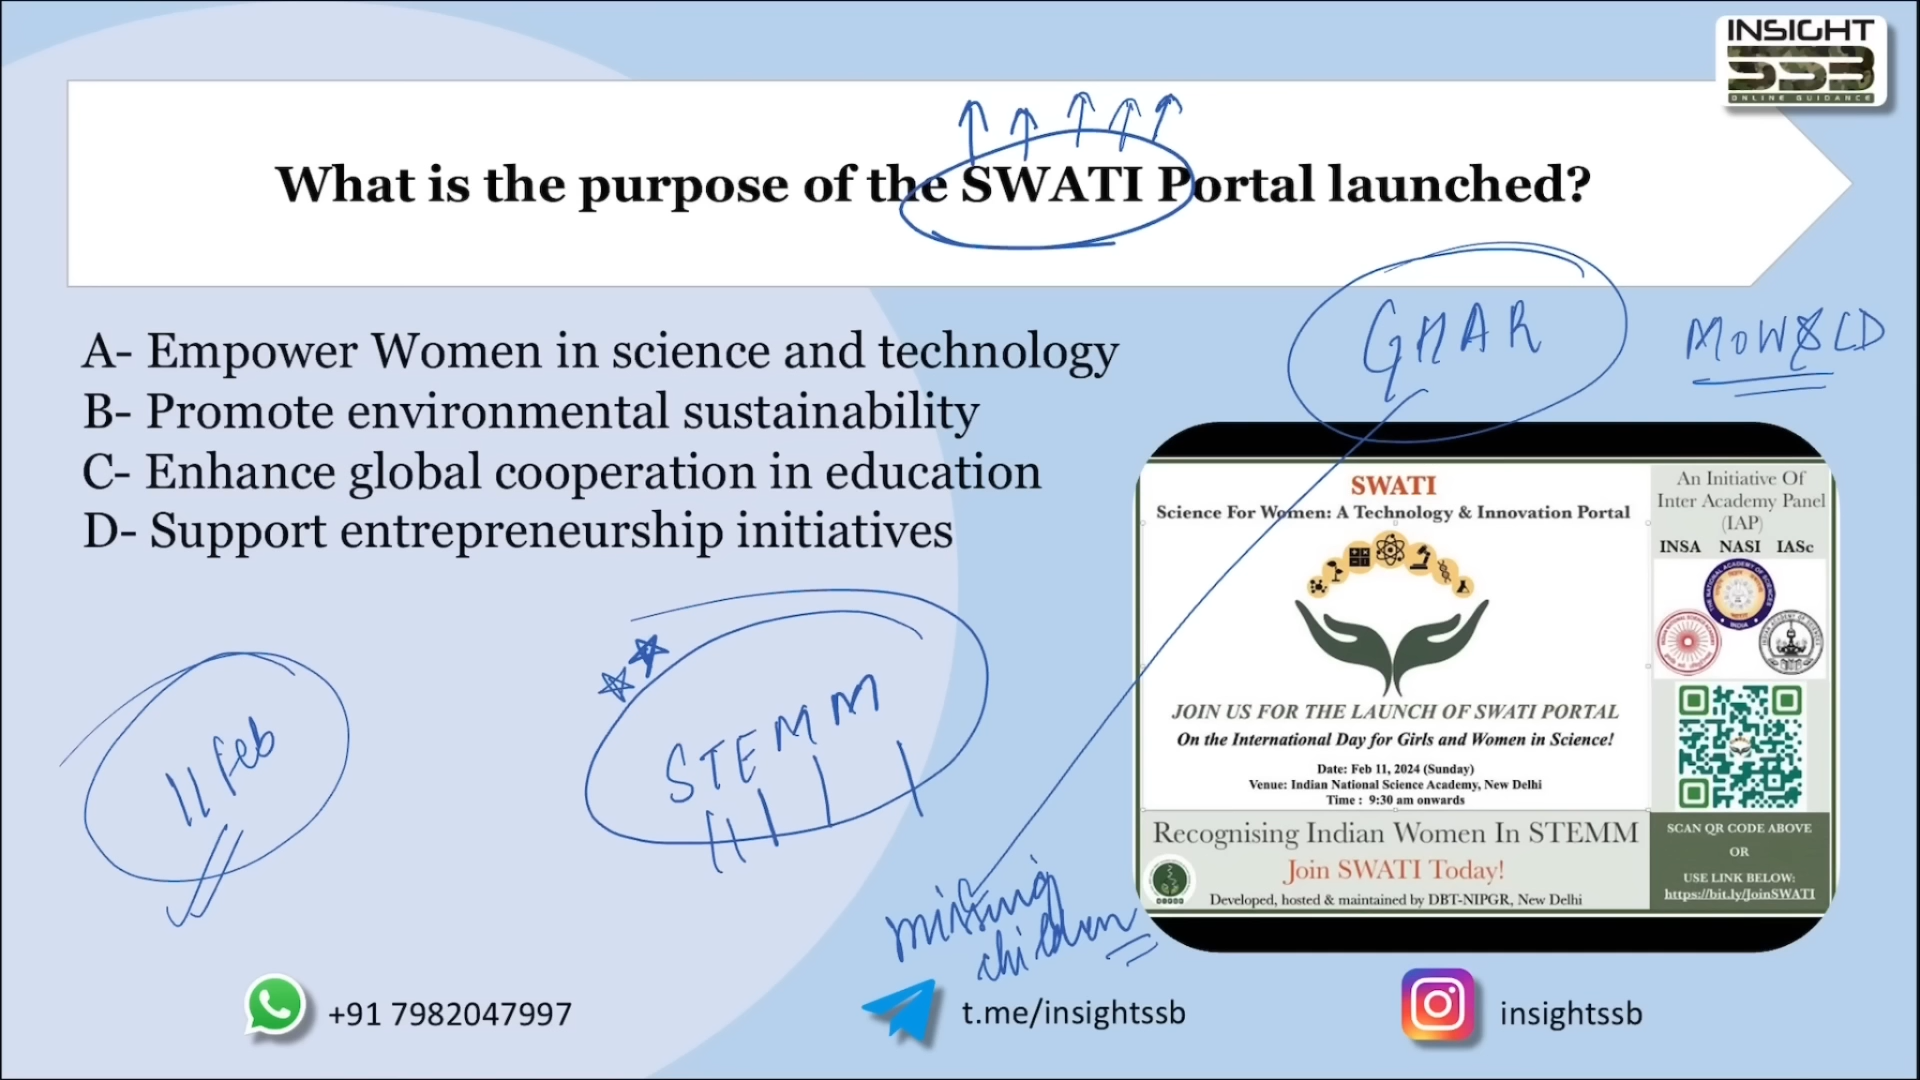 INSIGHT
SSB
ONLINE GUIDANCE
What is the purpose of the SWATI Portal launched?
A- Empower Women in science and technology
B- Promote environmental sustainability
C- Enhance global cooperation in education
D- Support entrepreneurship initiatives
GHAR
MOW&CD
11 Feb
STEMM
missing
children
SWATI
Science For Women: A Technology & Innovation Portal
JOIN US FOR THE LAUNCH OF SWATI PORTAL
On the International Day for Girls and Women in Science!
Date: Feb 11, 2024 (Sunday)
Venue: Indian National Science Academy, New Delhi
Time : 9:30 am onwards
Recognising Indian Women In STEMM
Join SWATI Today!
Developed, hosted & maintained by DBT-NIPGR, New Delhi
An Initiative Of
Inter Academy Panel
(IAP)
INSA NASI IASc
SCAN QR CODE ABOVE
OR
USE LINK BELOW:
https://bit.ly/JoinSWATI
+91 7982047997
t.me/insightssb
insightssb